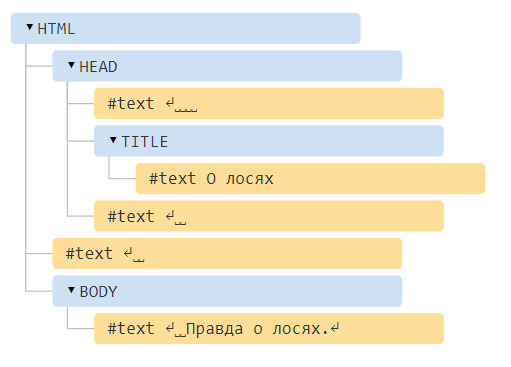 ▾ HTML
▾ HEAD
#text ↵␣␣␣␣
▾ TITLE
#text О лосях
#text ↵␣␣
#text ↵␣␣
▾ BODY
#text ↵␣␣Правда о лосях.↵